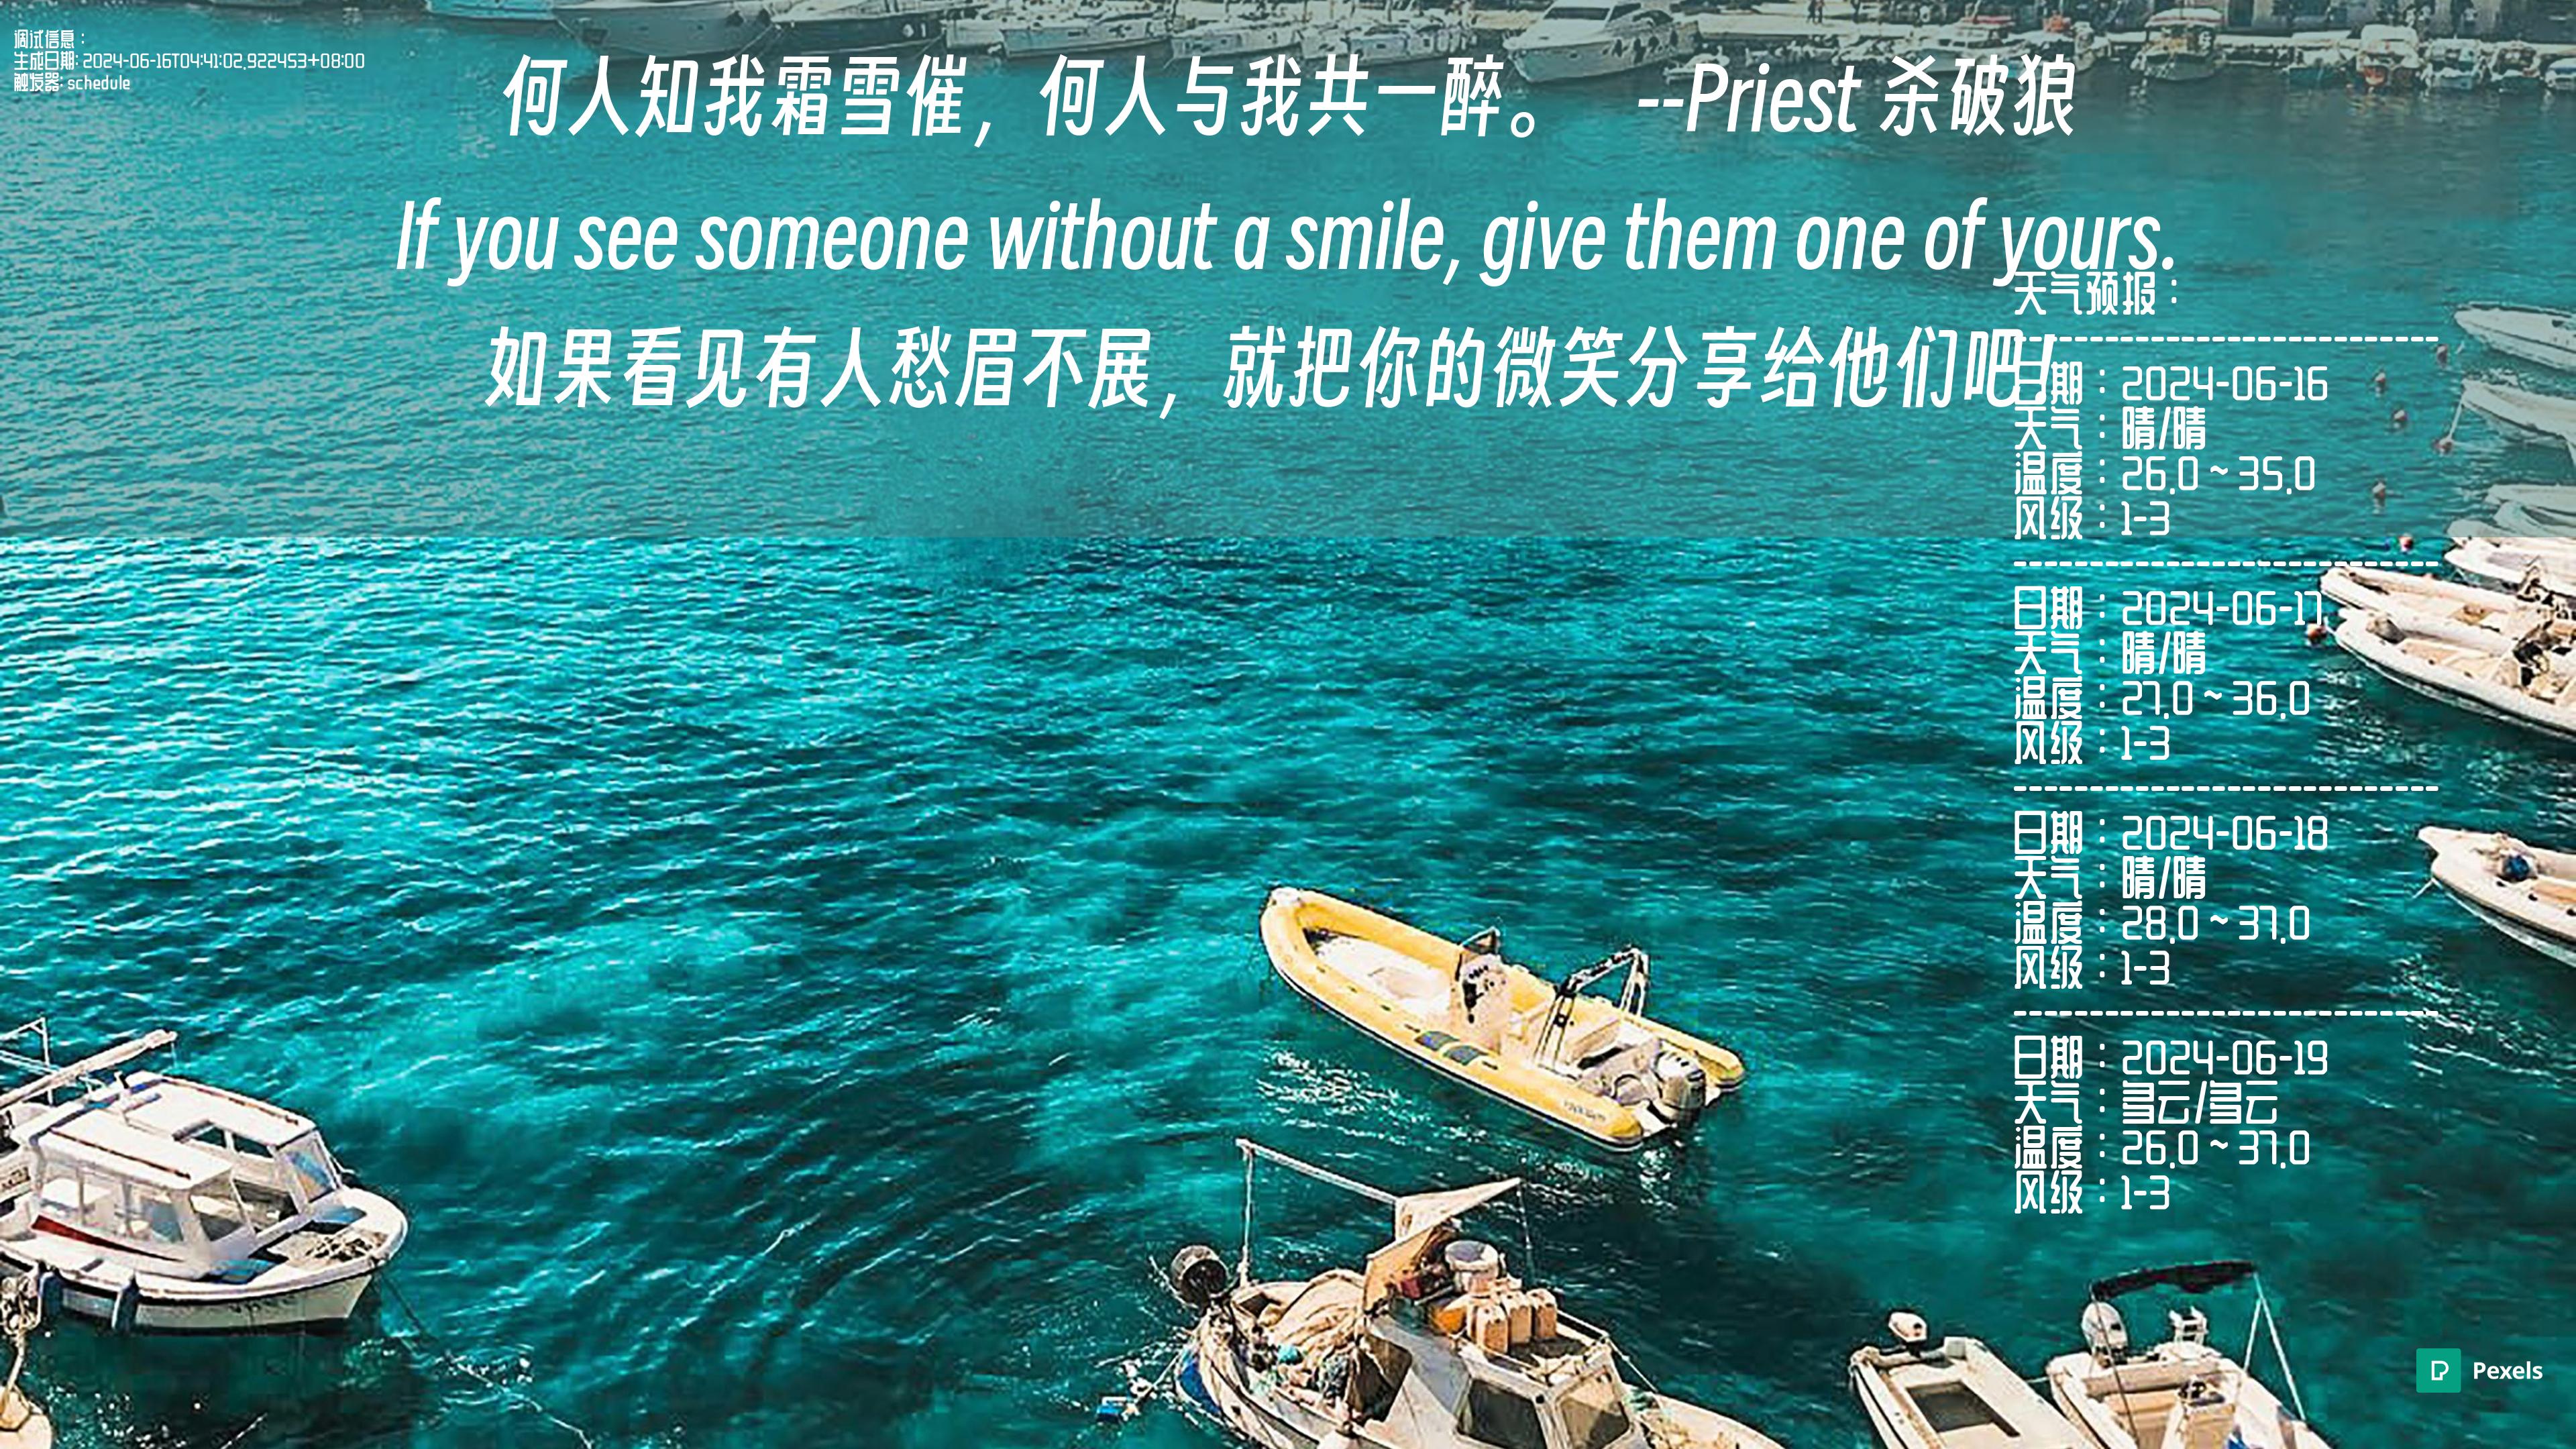 调试信息：
生成日期: 2024-06-16T04:41:02.922453+08:00
触发器: schedule
何人知我霜雪催，何人与我共一醉。 --Priest 杀破狼
If you see someone without a smile, give them one of yours.
如果看见有人愁眉不展，就把你的微笑分享给他们吧！
天气预报：
----------------------------
日期：2024-06-16
天气：晴/晴
温度：26.0 ~ 35.0
风级：1-3
----------------------------
日期：2024-06-17
天气：晴/晴
温度：27.0 ~ 36.0
风级：1-3
----------------------------
日期：2024-06-18
天气：晴/晴
温度：28.0 ~ 37.0
风级：1-3
----------------------------
日期：2024-06-19
天气：多云/多云
温度：26.0 ~ 37.0
风级：1-3
Pexels